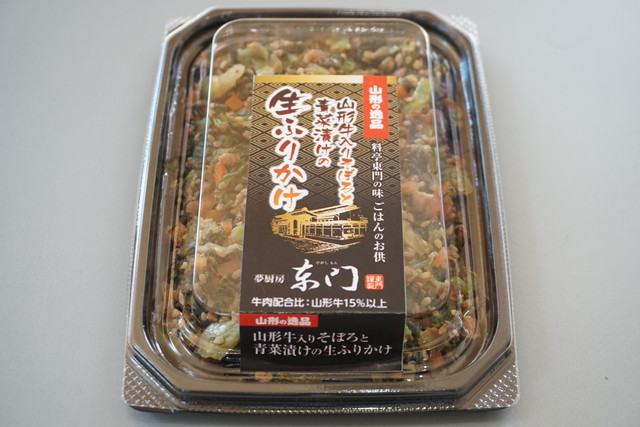 山形の逸品
料亭東門の味 ごはんのお供
山形牛入りそぼろと
青菜漬けの
生ふりかけ
夢厨房 东门
牛肉配合比：山形牛15％以上
山形の逸品
山形牛入りそぼろと
青菜漬けの生ふりかけ